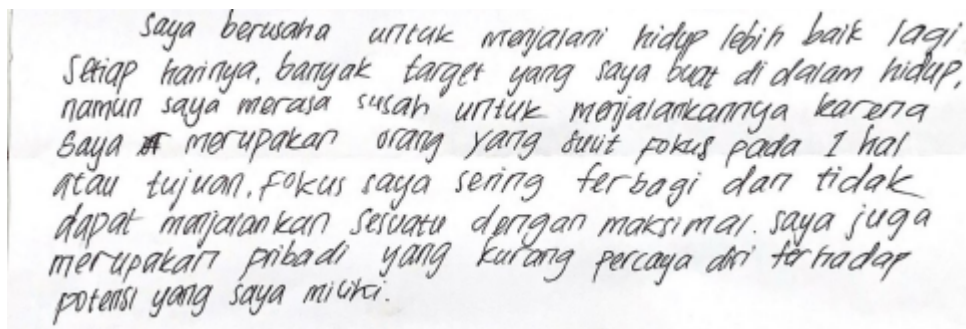 Saya berusaha untuk menjalani hidup lebih baik lagi
Setiap harinya, banyak target yang saya buat di dalam hidup,
namun saya merasa susah untuk menjalankannya karena
Saya merupakan orang yang sulit fokus pada 1 hal
atau tujuan. Fokus saya sering terbagi dan tidak
dapat menjalankan sesuatu dengan maksimal. saya juga
merupakan pribadi yang kurang percaya diri terhadap
potensi yang saya miliki.